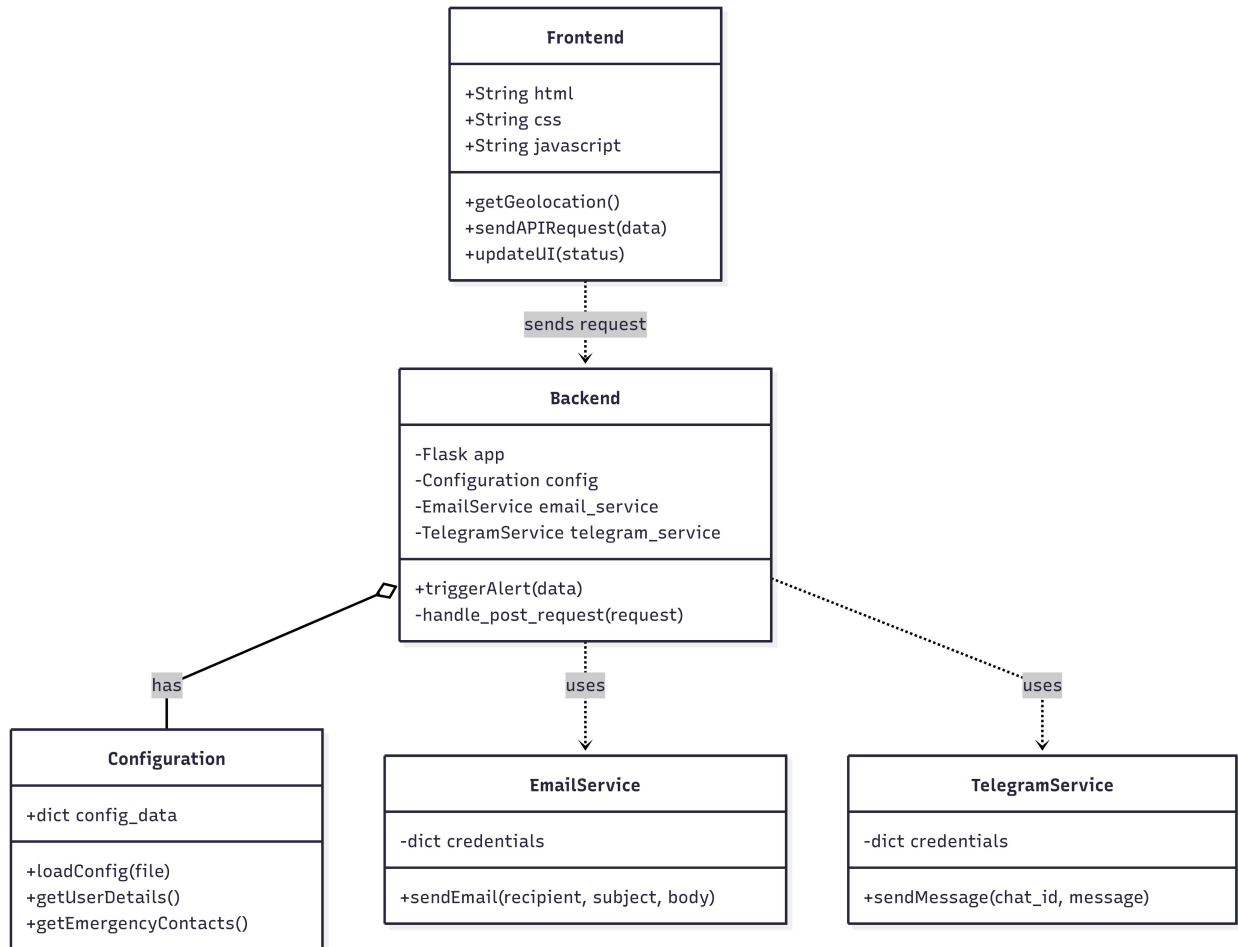 Frontend
+String html
+String css
+String javascript
+getGeolocation()
+sendAPIRequest(data)
+updateUI(status)
sends request
Backend
-Flask app
-Configuration config
-EmailService email_service
-TelegramService telegram_service
+triggerAlert(data)
-handle_post_request(request)
has
uses
uses
Configuration
+dict config_data
+loadConfig(file)
+getUserDetails()
+getEmergencyContacts()
EmailService
-dict credentials
+sendEmail(recipient, subject, body)
TelegramService
-dict credentials
+sendMessage(chat_id, message)